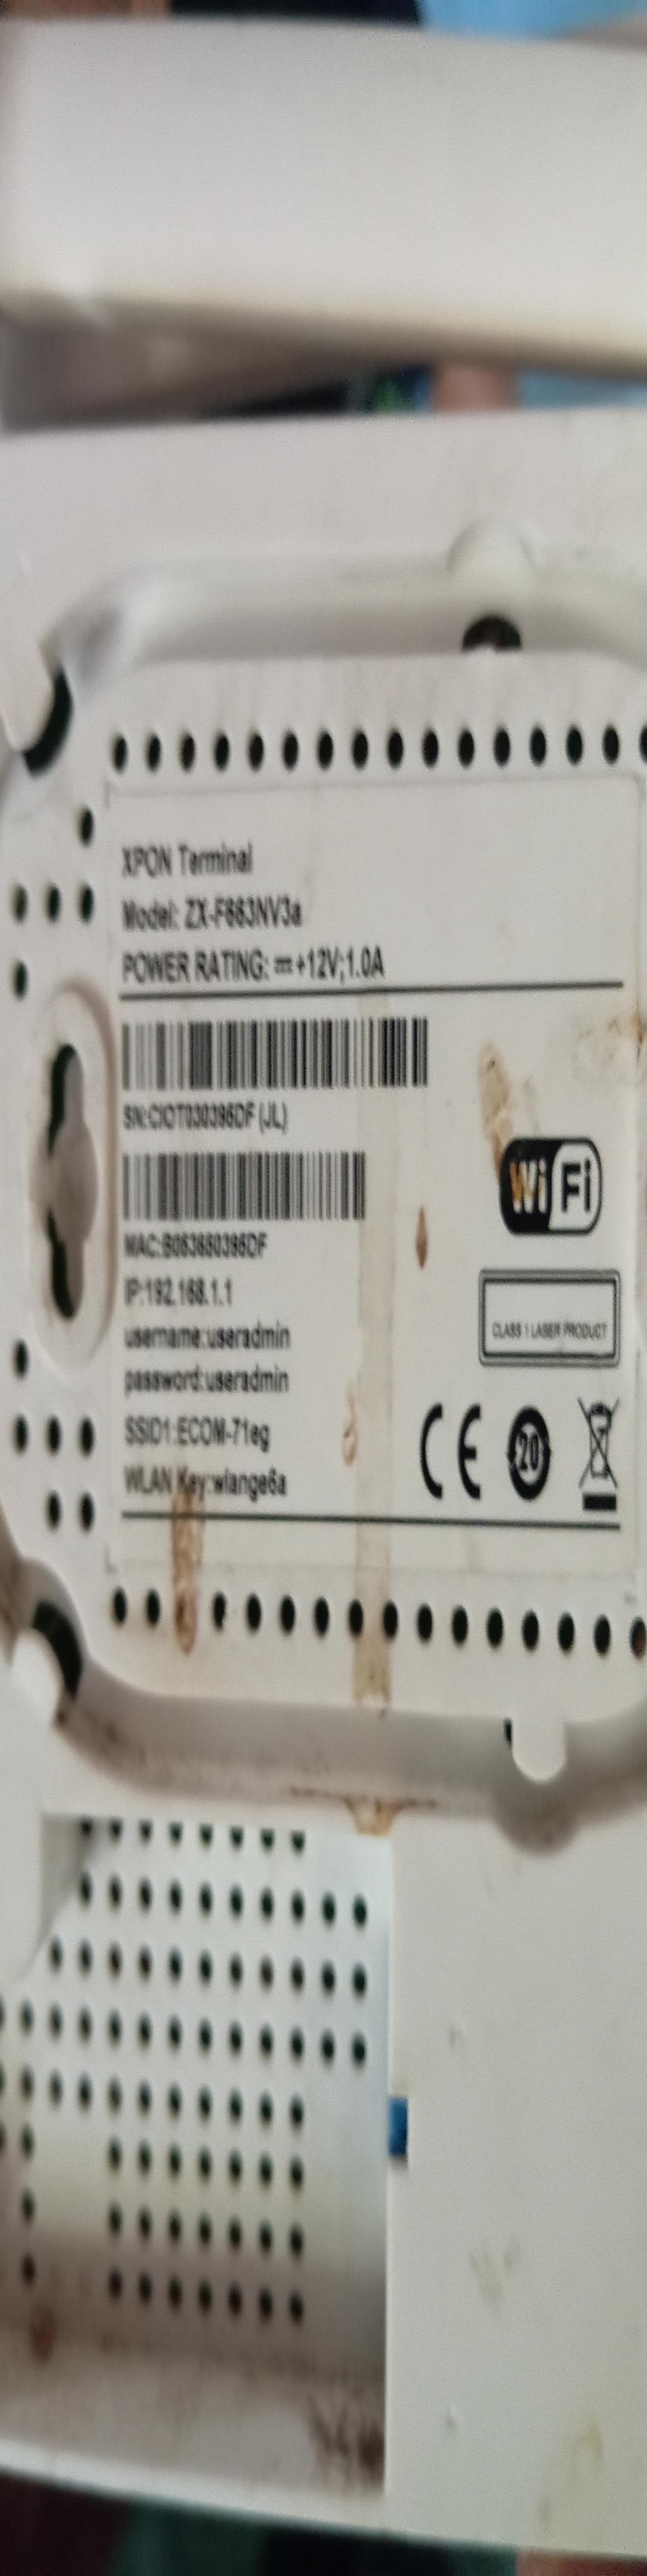 XPON Terminal
Model: ZX-F663NV3a
POWER RATING: ⎓+12V;1.0A
SN:CIOT030396DF (JL)
MAC:B063680396DF
IP:192.168.1.1
username:useradmin
password:useradmin
SSID1:ECOM-71eg
WLAN Key:wlange6a
WiFi
CLASS 1 LASER PRODUCT
CE
20